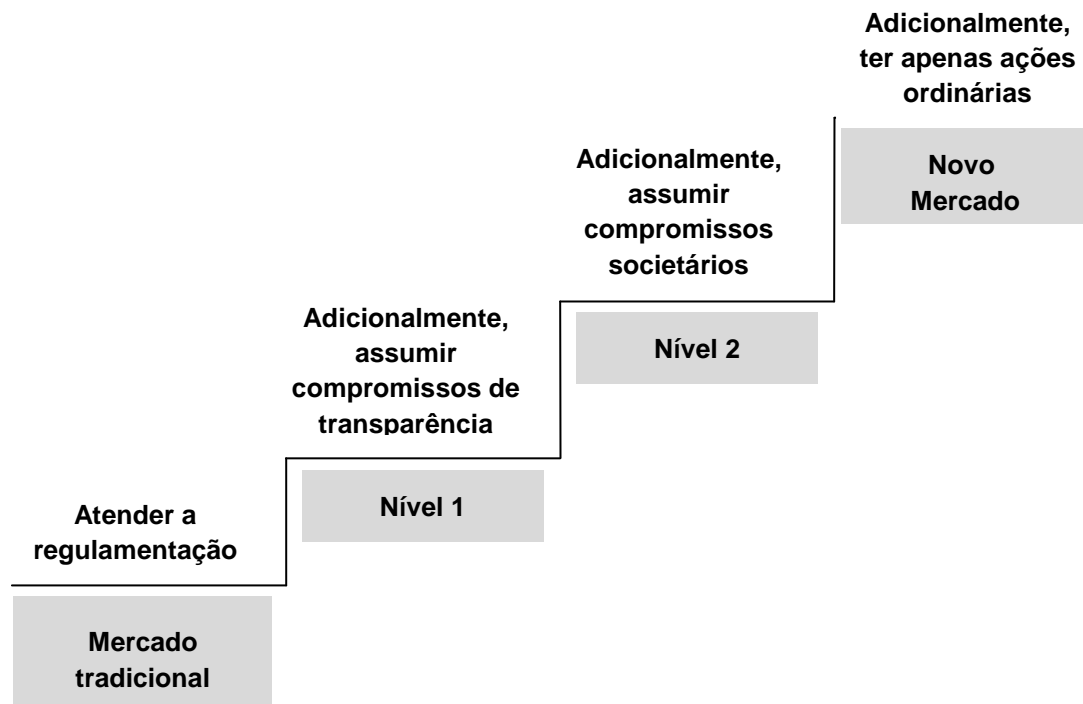 Adicionalmente,
ter apenas ações
ordinárias
Novo
Mercado
Adicionalmente,
assumir
compromissos
societários
Nível 2
Adicionalmente,
assumir
compromissos de
transparência
Nível 1
Atender a
regulamentação
Mercado
tradicional